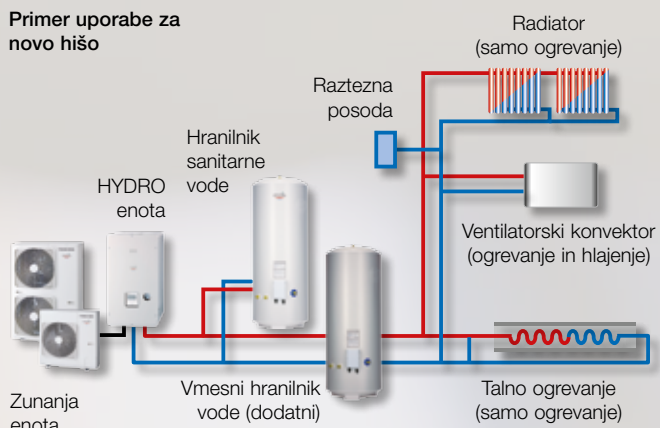 Primer uporabe za
novo hišo
Radiator
(samo ogrevanje)
Raztezna
posoda
Hranilnik
sanitarne
vode
HYDRO
enota
Ventilatorski konvektor
(ogrevanje in hlajenje)
Zunanja
enota
Vmesni hranilnik
vode (dodatni)
Talno ogrevanje
(samo ogrevanje)